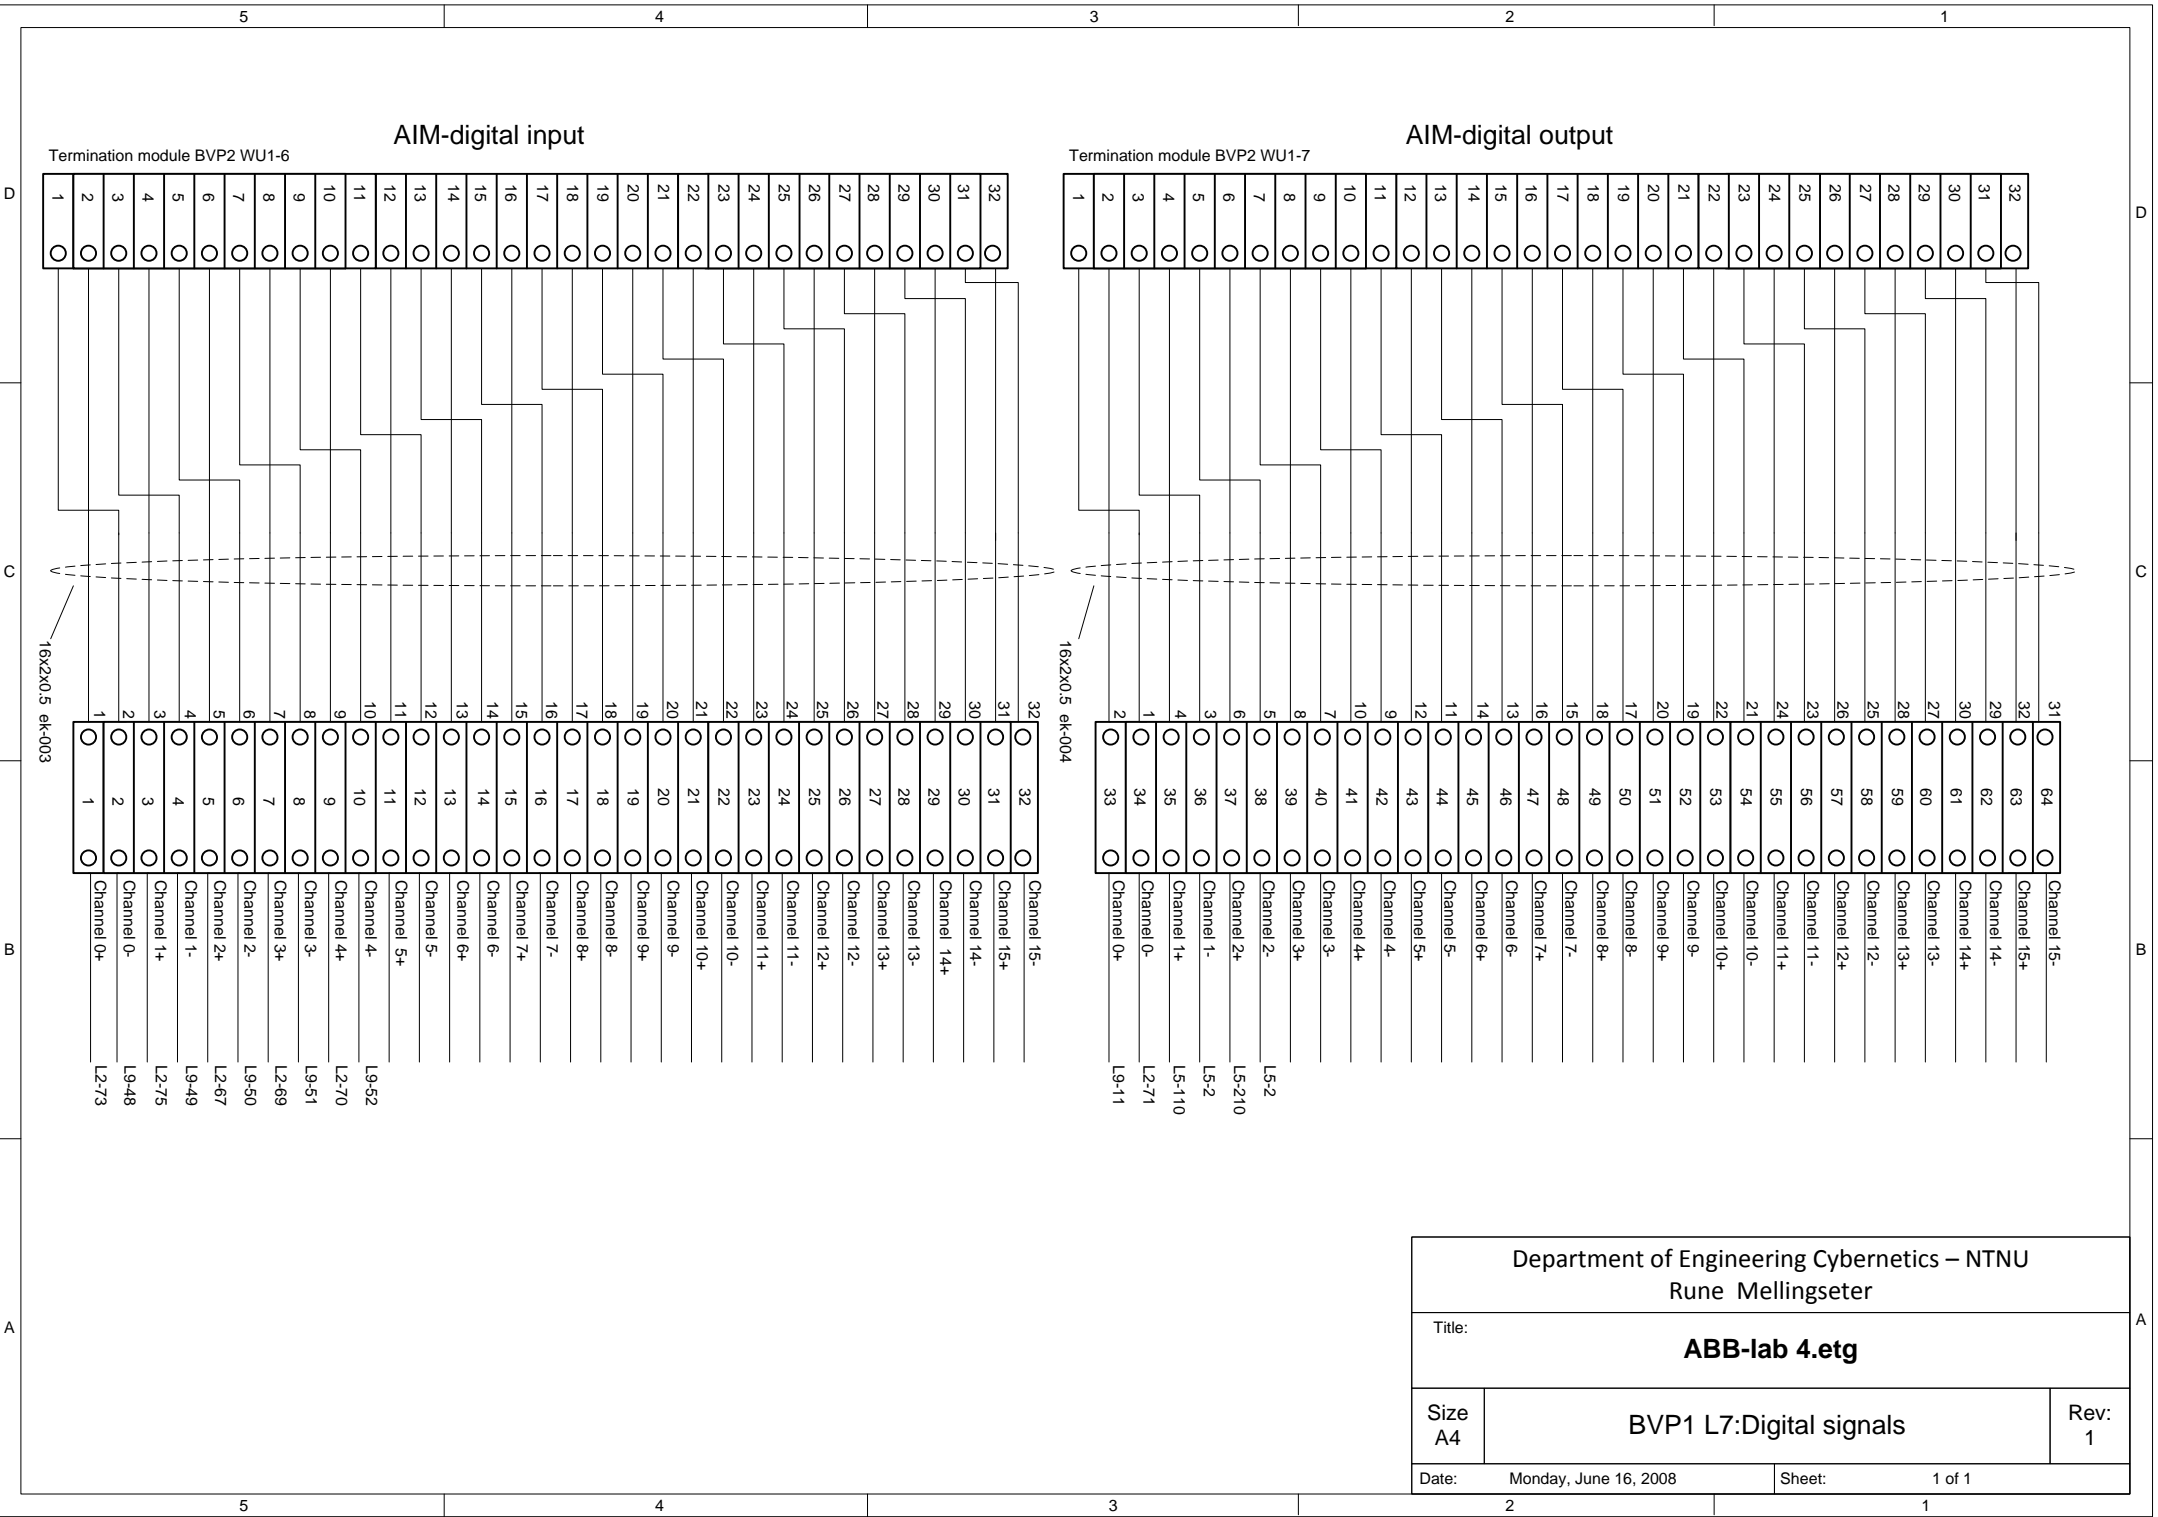 5 4 3 2 1
AIM-digital input
AIM-digital output
Termination module BVP2 WU1-6
Termination module BVP2 WU1-7
D
D
1 2 3 4 5 6 7 8 9 10 11 12 13 14 15 16 17 18 19 20 21 22 23 24 25 26 27 28 29 30 31 32
1 2 3 4 5 6 7 8 9 10 11 12 13 14 15 16 17 18 19 20 21 22 23 24 25 26 27 28 29 30 31 32
C
C
16x2x0.5 ek-003
16x2x0.5 ek-004
1 2 3 4 5 6 7 8 9 10 11 12 13 14 15 16 17 18 19 20 21 22 23 24 25 26 27 28 29 30 31 32
2 1 4 3 6 5 8 7 10 9 12 11 14 13 16 15 18 17 20 19 22 21 24 23 26 25 28 27 30 29 32 31
1 2 3 4 5 6 7 8 9 10 11 12 13 14 15 16 17 18 19 20 21 22 23 24 25 26 27 28 29 30 31 32
33 34 35 36 37 38 39 40 41 42 43 44 45 46 47 48 49 50 51 52 53 54 55 56 57 58 59 60 61 62 63 64
Channel 0+
Channel 0-
Channel 1+
Channel 1-
Channel 2+
Channel 2-
Channel 3+
Channel 3-
Channel 4+
Channel 4-
Channel 5+
Channel 5-
Channel 6+
Channel 6-
Channel 7+
Channel 7-
Channel 8+
Channel 8-
Channel 9+
Channel 9-
Channel 10+
Channel 10-
Channel 11+
Channel 11-
Channel 12+
Channel 12-
Channel 13+
Channel 13-
Channel 14+
Channel 14-
Channel 15+
Channel 15-
Channel 0+
Channel 0-
Channel 1+
Channel 1-
Channel 2+
Channel 2-
Channel 3+
Channel 3-
Channel 4+
Channel 4-
Channel 5+
Channel 5-
Channel 6+
Channel 6-
Channel 7+
Channel 7-
Channel 8+
Channel 8-
Channel 9+
Channel 9-
Channel 10+
Channel 10-
Channel 11+
Channel 11-
Channel 12+
Channel 12-
Channel 13+
Channel 13-
Channel 14+
Channel 14-
Channel 15+
Channel 15-
B
B
L2-73
L9-48
L2-75
L9-49
L2-67
L9-50
L2-69
L9-51
L2-70
L9-52
L9-11
L2-71
L5-110
L5-2
L5-210
L5-2
A
A
Department of Engineering Cybernetics – NTNU
Rune Mellingseter
Title:
ABB-lab 4.etg
Size
A4
BVP1 L7:Digital signals
Rev:
1
Date: Monday, June 16, 2008
Sheet: 1 of 1
5 4 3 2 1